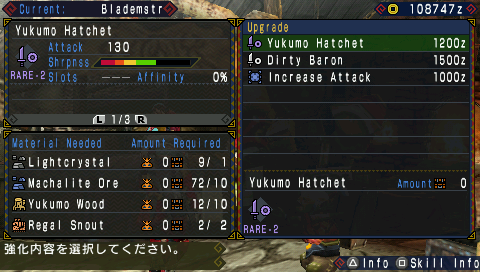 Current: Blademstr
108747z
Yukumo Hatchet
Attack 130
Shrpnss
RARE-2 Slots ––– Affinity 0%
L 1/3 R
Material Needed Amount Required
Lightcrystal 0 9/ 1
Machalite Ore 0 72/10
Yukumo Wood 0 12/10
Regal Snout 0 2/ 2
Upgrade
Yukumo Hatchet 1200z
Dirty Baron 1500z
Increase Attack 1000z
Yukumo Hatchet Amount 0
RARE-2
強化内容を選択してください。
Info Skill Info